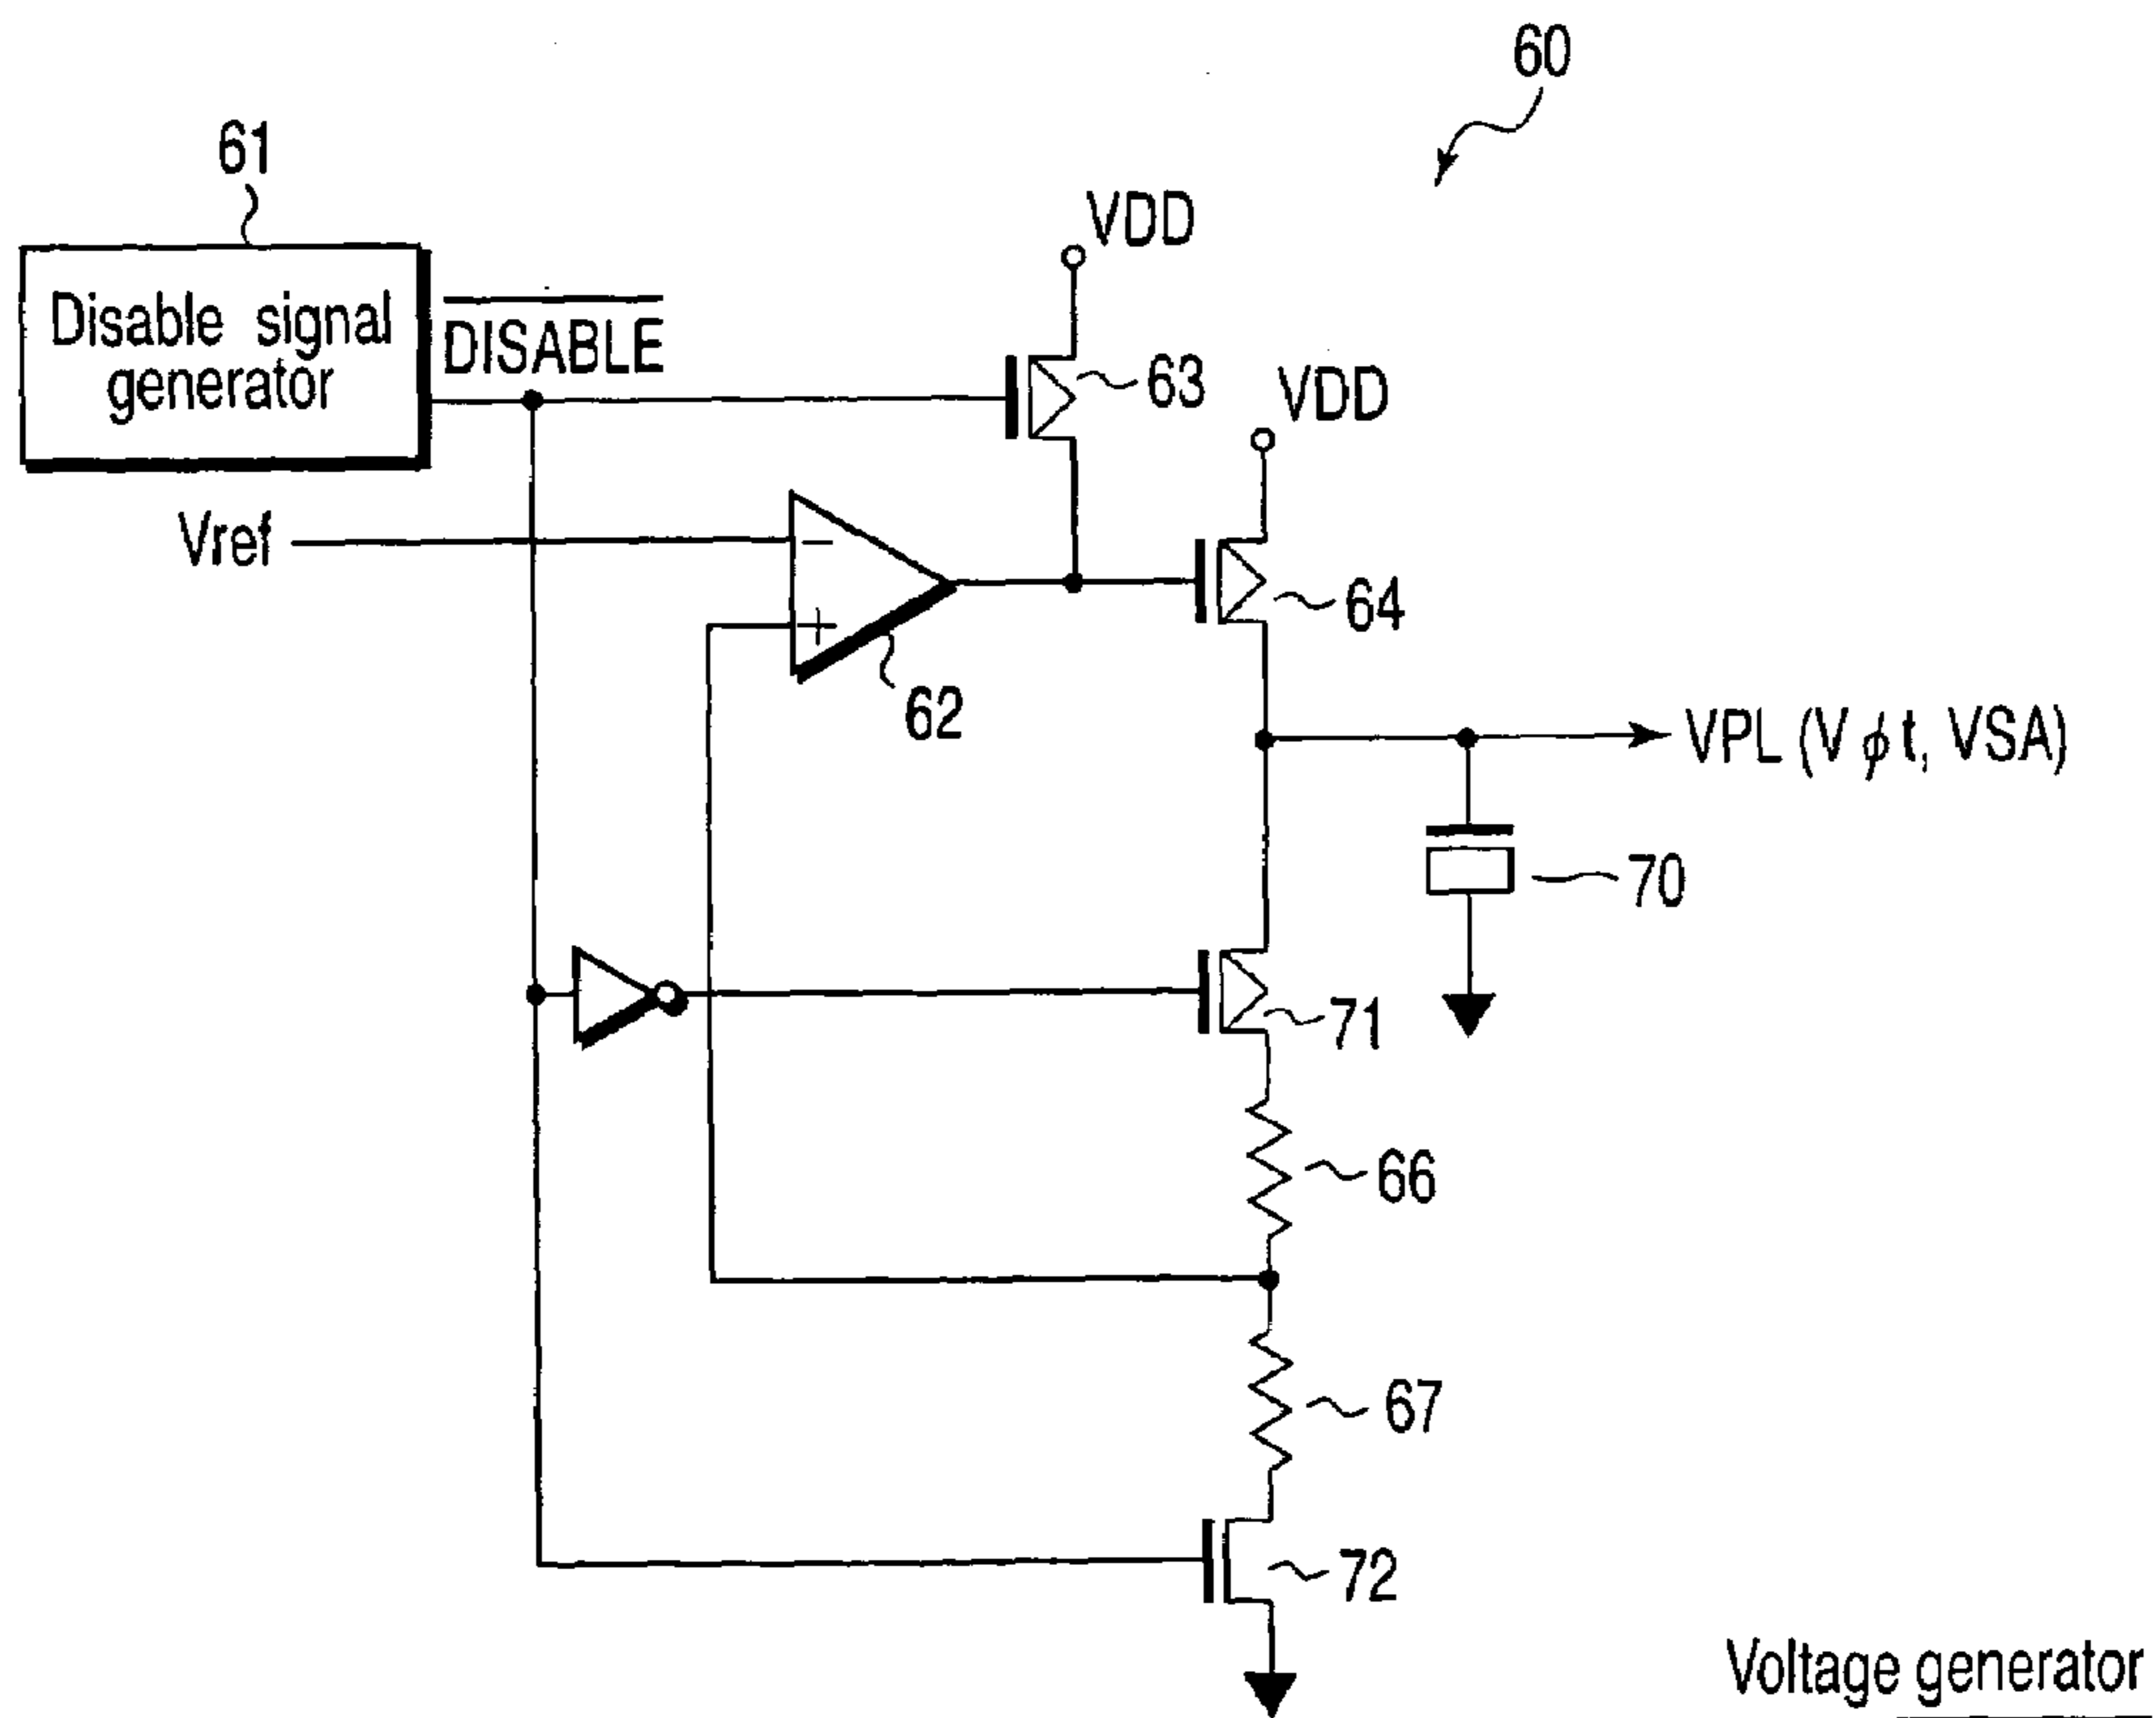 60
61
VDD
Disable signal
generator
DISABLE
63
VDD
Vref
−
+
64
62
VPL (Vϕt, VSA)
70
71
66
67
72
Voltage generator